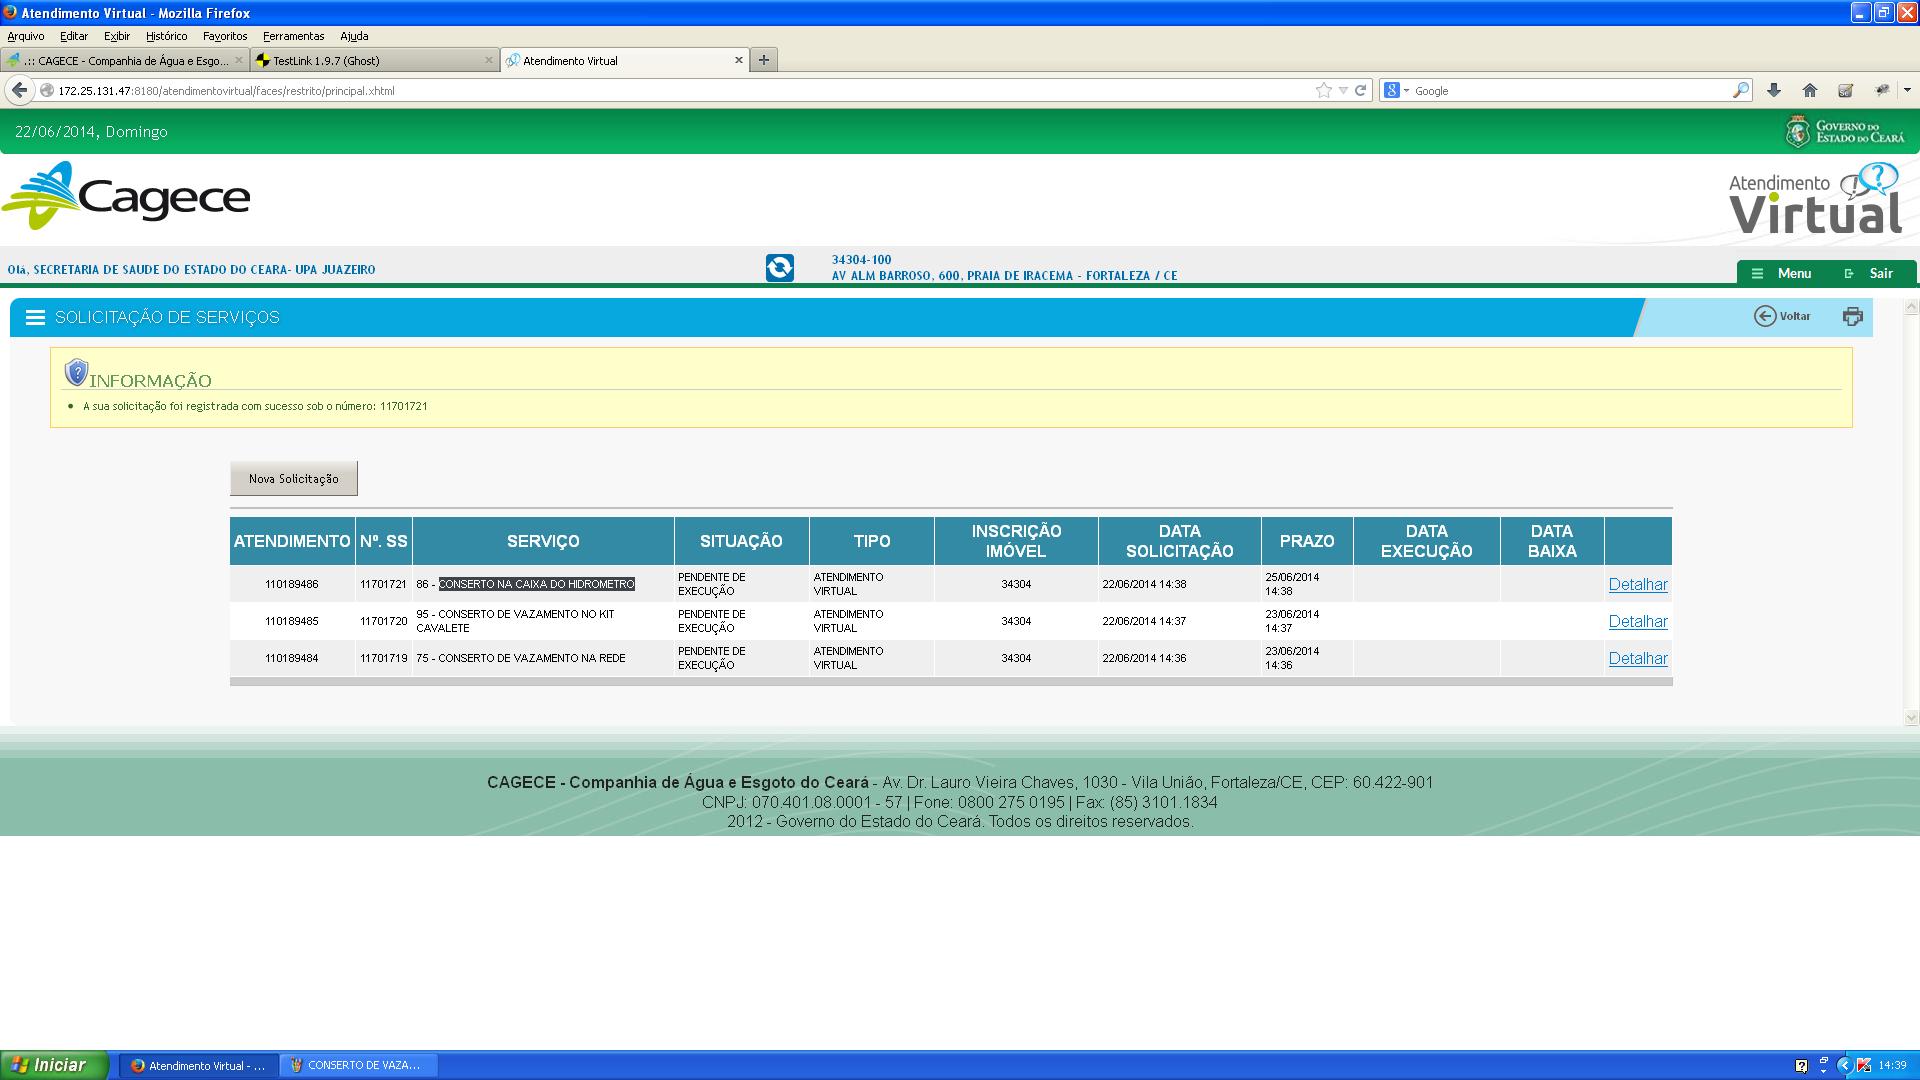 Atendimento Virtual - Mozilla Firefox
Arquivo Editar Exibir Histórico Favoritos Ferramentas Ajuda
.:: CAGECE - Companhia de Água e Esgo... TestLink 1.9.7 (Ghost) Atendimento Virtual
172.25.131.47:8180/atendimentovirtual/faces/restrito/principal.xhtml Google
22/06/2014, Domingo
GOVERNO DO
ESTADO DO CEARÁ
Cagece
Atendimento
Virtual
Olá, SECRETARIA DE SAUDE DO ESTADO DO CEARA- UPA JUAZEIRO
34304-100
AV ALM BARROSO, 600, PRAIA DE IRACEMA - FORTALEZA / CE
Menu Sair
SOLICITAÇÃO DE SERVIÇOS
Voltar
INFORMAÇÃO
A sua solicitação foi registrada com sucesso sob o número: 11701721
Nova Solicitação
ATENDIMENTO Nº. SS SERVIÇO SITUAÇÃO TIPO INSCRIÇÃO IMÓVEL DATA SOLICITAÇÃO PRAZO DATA EXECUÇÃO DATA BAIXA
110189486 11701721 86 - CONSERTO NA CAIXA DO HIDROMETRO PENDENTE DE EXECUÇÃO ATENDIMENTO VIRTUAL 34304 22/06/2014 14:38 25/06/2014 14:38 Detalhar
110189485 11701720 95 - CONSERTO DE VAZAMENTO NO KIT CAVALETE PENDENTE DE EXECUÇÃO ATENDIMENTO VIRTUAL 34304 22/06/2014 14:37 23/06/2014 14:37 Detalhar
110189484 11701719 75 - CONSERTO DE VAZAMENTO NA REDE PENDENTE DE EXECUÇÃO ATENDIMENTO VIRTUAL 34304 22/06/2014 14:36 23/06/2014 14:36 Detalhar
CAGECE - Companhia de Água e Esgoto do Ceará - Av. Dr. Lauro Vieira Chaves, 1030 - Vila União, Fortaleza/CE, CEP: 60.422-901
CNPJ: 070.401.08.0001 - 57 | Fone: 0800 275 0195 | Fax: (85) 3101.1834
2012 - Governo do Estado do Ceará. Todos os direitos reservados.
Iniciar Atendimento Virtual - ... CONSERTO DE VAZA... 14:39